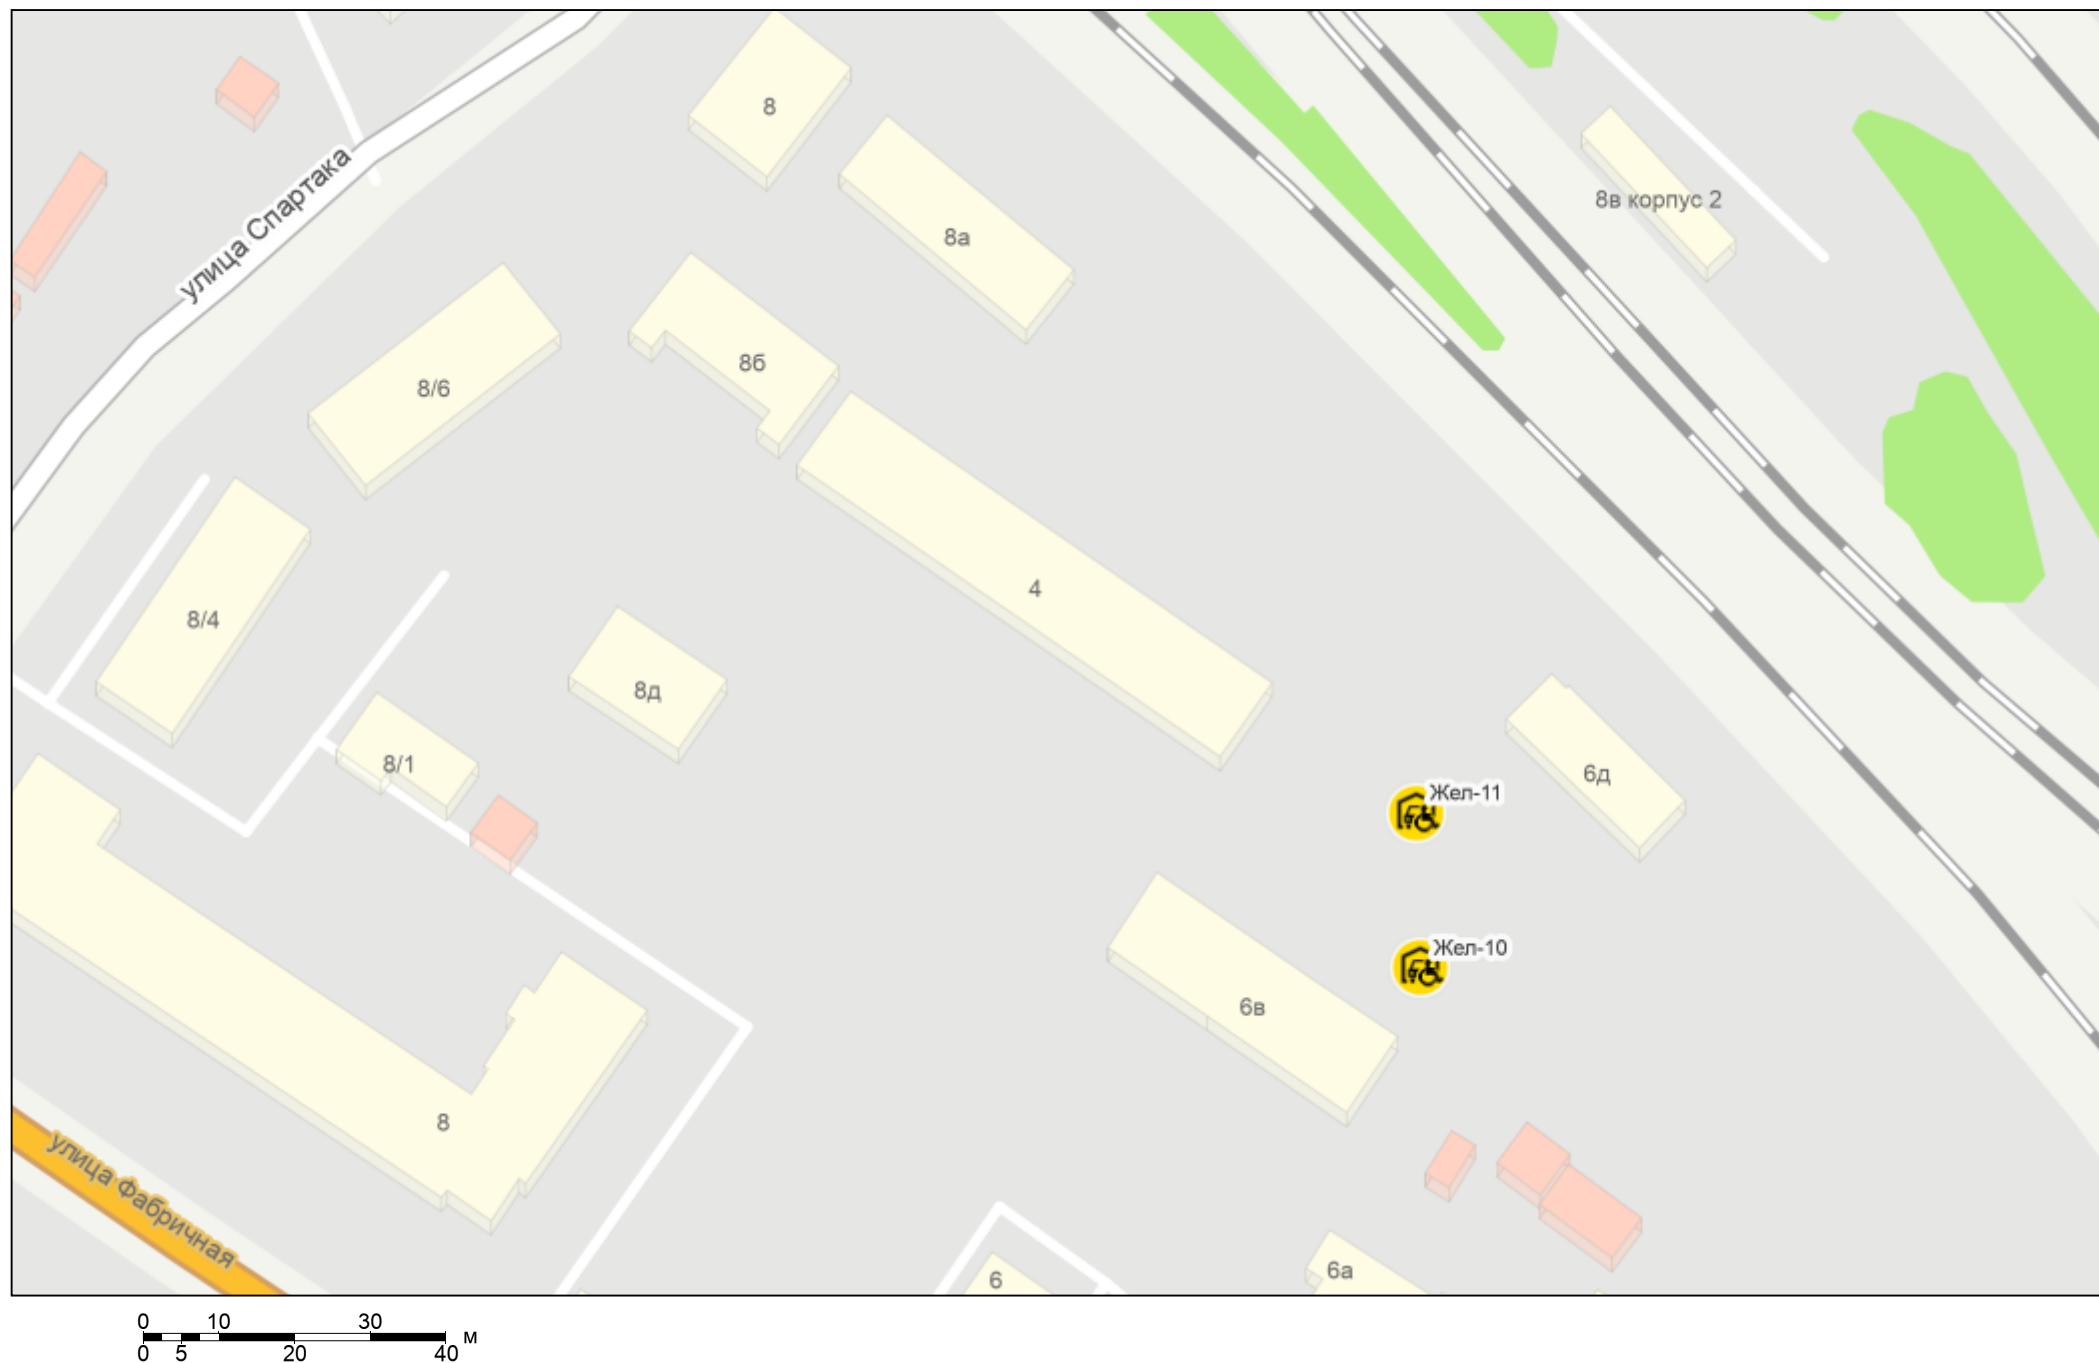 8
8а
8в корпус 2
улица Спартака
8/6
8б
4
8/4
8д
8/1
6д
Жел-11
Жел-10
6в
8
улица Фабричная
6
6а
0 10 30
м
0 5 20 40